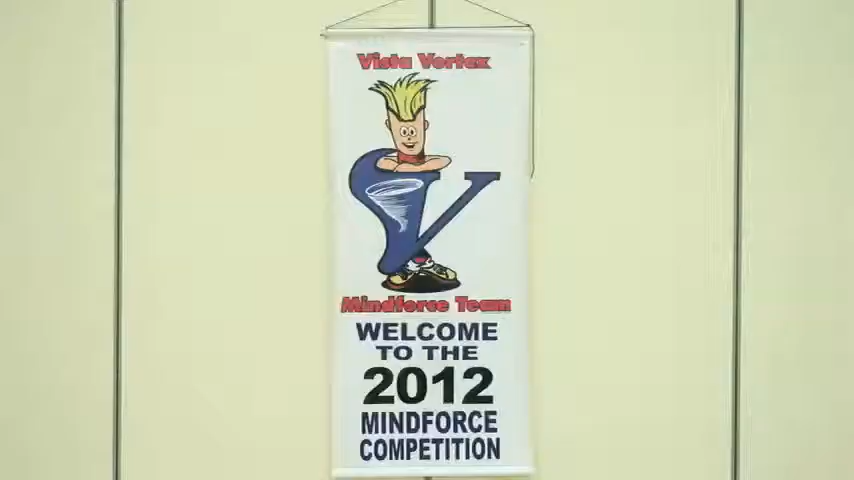 Vista Vortex
Mindforce Team
WELCOME
TO THE
2012
MINDFORCE
COMPETITION